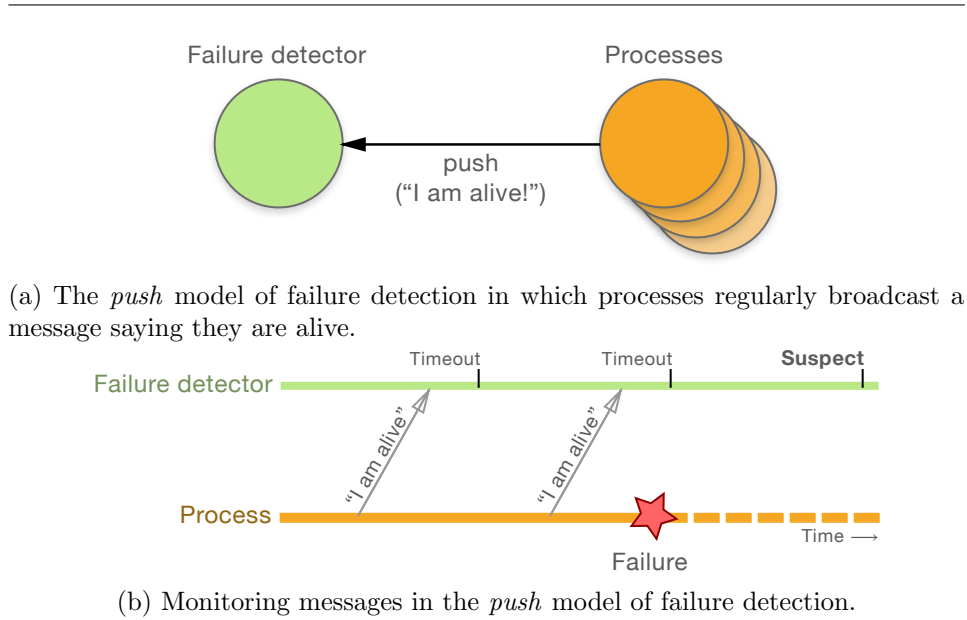 Failure detector
Processes
push
(“I am alive!”)
(a) The push model of failure detection in which processes regularly broadcast a
message saying they are alive.
Timeout
Timeout
Suspect
Failure detector
“I am alive”
“I am alive”
Process
Time
Failure
(b) Monitoring messages in the push model of failure detection.